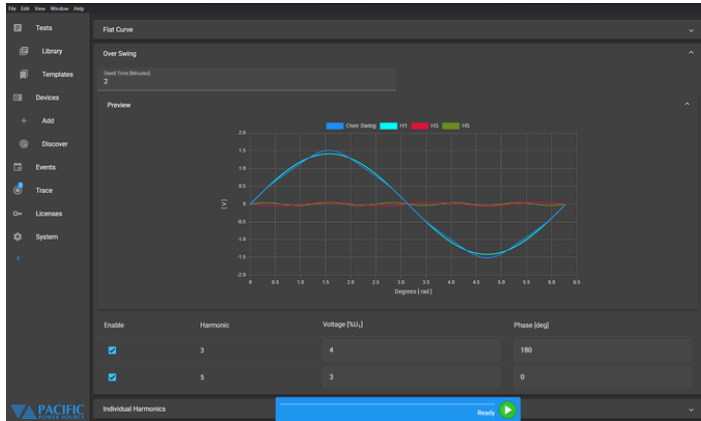 File Edit View Window Help
Tests
Library
Templates
Devices
Add
Discover
Events
Trace
Licenses
System
Flat Curve
Over Swing
Dwell Time [Minutes]
2
Preview
Over Swing H1 H3 H5
2.0
1.5
1.0
0.5
0
-0.5
-1.0
-1.5
-2.0
[V]
0 0.5 1.0 1.5 2.0 2.5 3.0 3.5 4.0 4.5 5.0 5.5 6.0 6.5
Degrees [rad]
Enable Harmonic Voltage [%U₁] Phase [deg]
3 4 180
5 3 0
Individual Harmonics
Ready
PACIFIC
POWER SOURCE